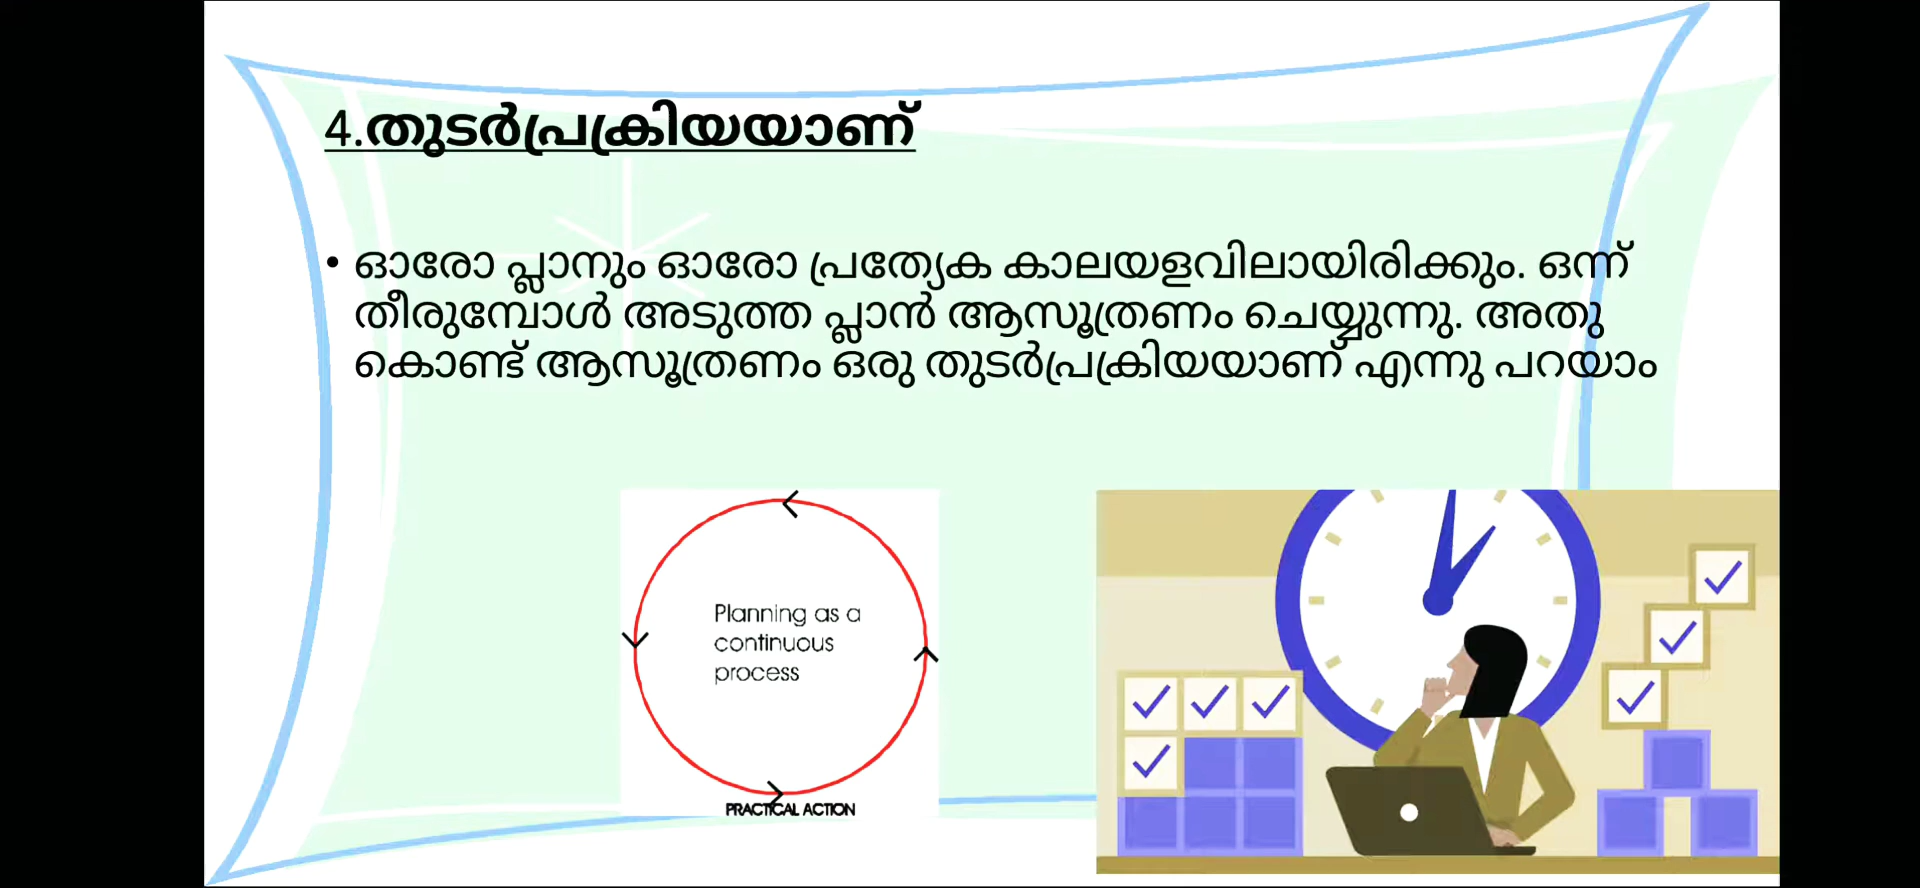 4.തുടർപ്രക്രിയയാണ്
• ഓരോ പ്ലാനും ഓരോ പ്രത്യേക കാലയളവിലായിരിക്കും. ഒന്ന്
തീരുമ്പോൾ അടുത്ത പ്ലാൻ ആസൂത്രണം ചെയ്യുന്നു. അതു
കൊണ്ട് ആസൂത്രണം ഒരു തുടർപ്രക്രിയയാണ് എന്നു പറയാം
Planning as a
continuous
process
PRACTICAL ACTION